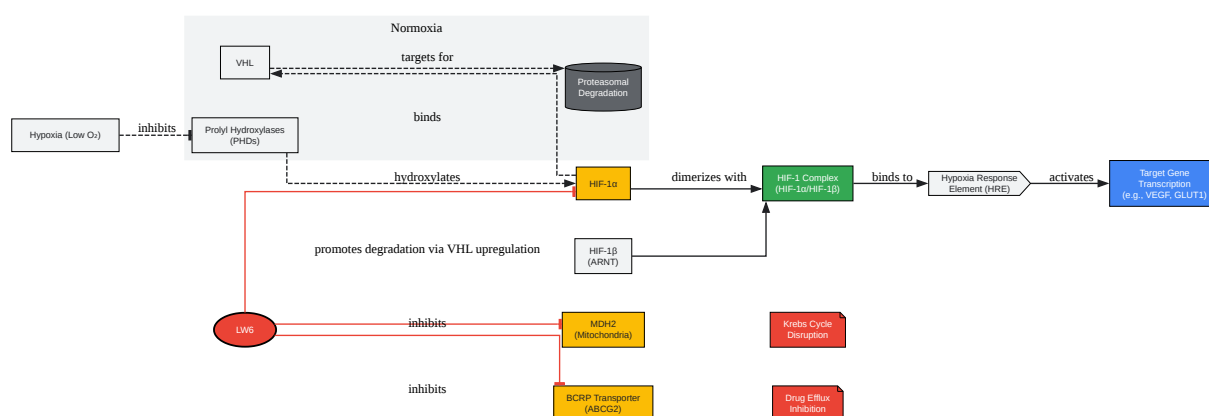 Normoxia
VHL
targets for
Proteasomal
Degradation
binds
Hypoxia (Low O₂)
inhibits
Prolyl Hydroxylases
(PHDs)
hydroxylates
HIF-1α
dimerizes with
HIF-1 Complex
(HIF-1α/HIF-1β)
binds to
Hypoxia Response
Element (HRE)
activates
Target Gene
Transcription
(e.g., VEGF, GLUT1)
promotes degradation via VHL upregulation
HIF-1β
(ARNT)
LW6
inhibits
MDH2
(Mitochondria)
Krebs Cycle
Disruption
inhibits
BCRP Transporter
(ABCG2)
Drug Efflux
Inhibition